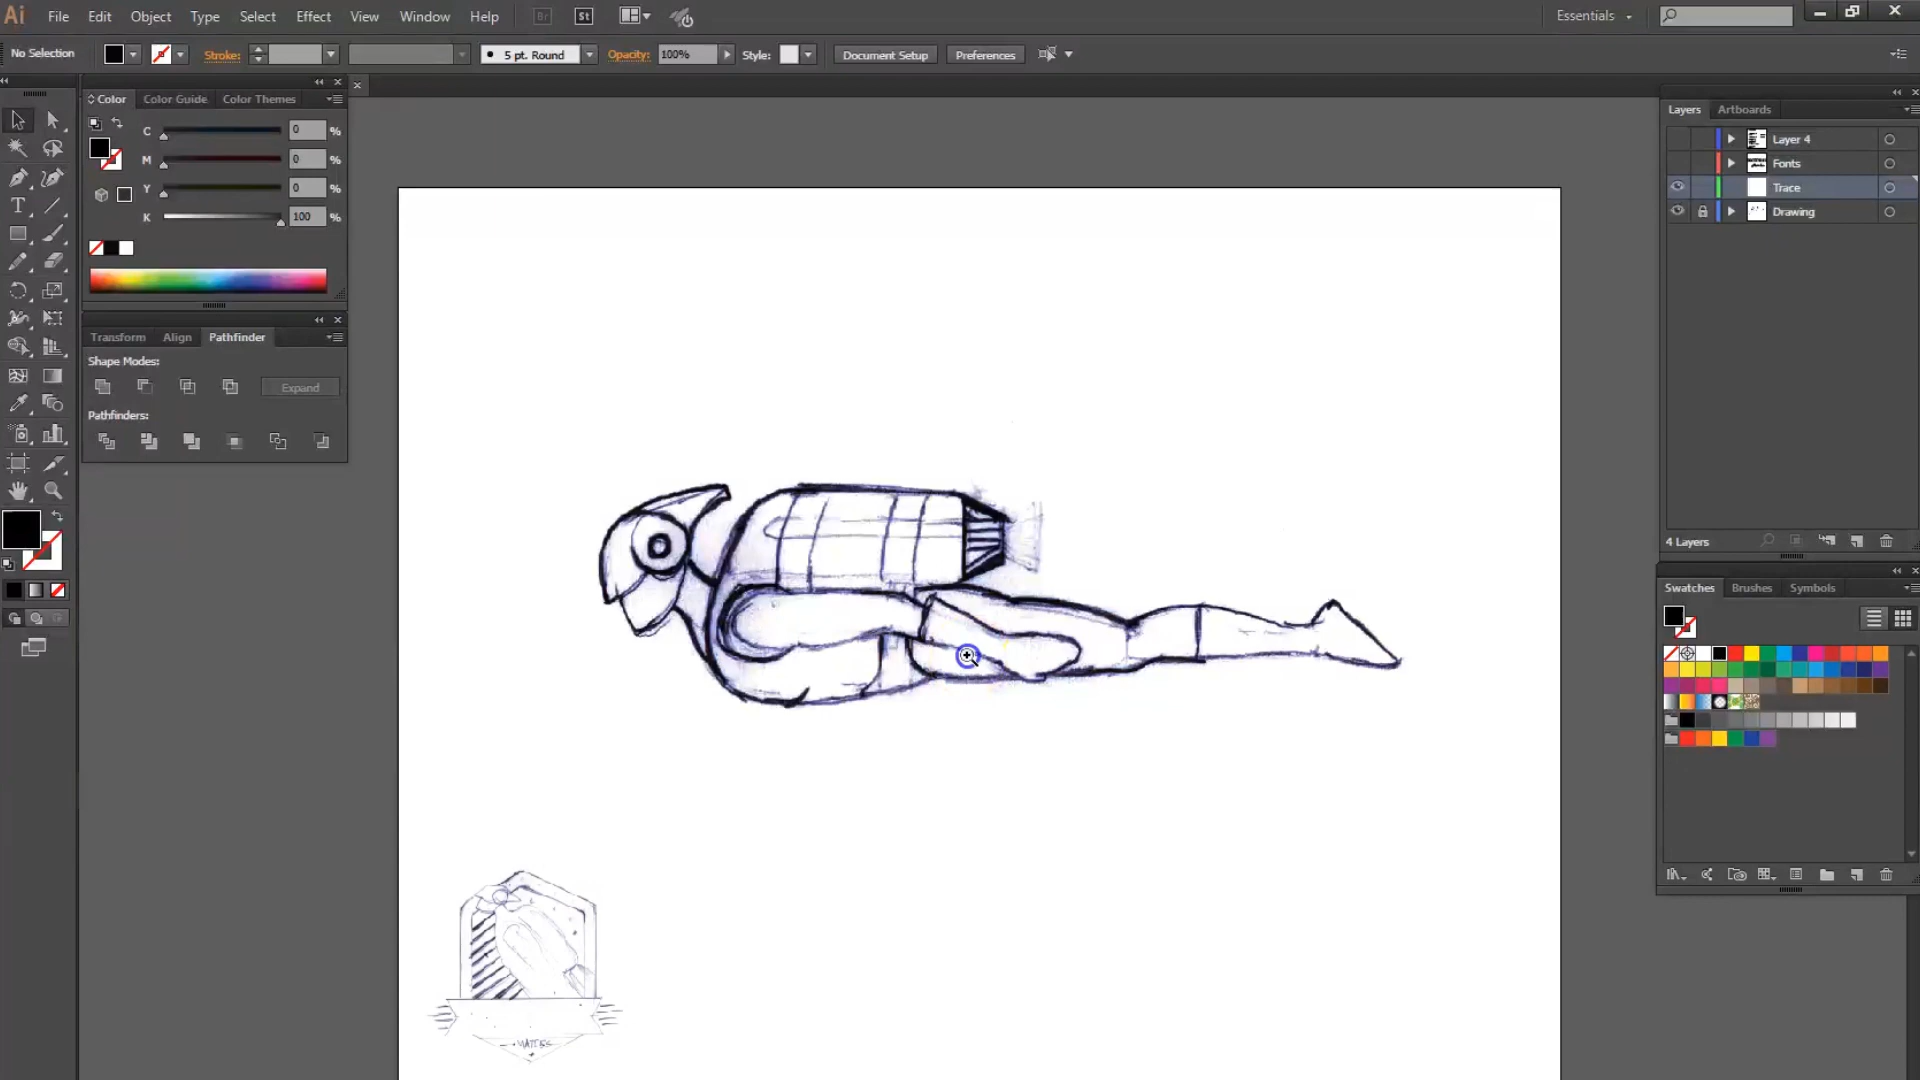 Ai File Edit Object Type Select Effect View Window Help Br St Essentials
No Selection Stroke: 5 pt. Round Opacity: 100% Style: Document Setup Preferences
Color Color Guide Color Themes
C 0 %
M 0 %
Y 0 %
K 100 %
Transform Align Pathfinder
Shape Modes:
Expand
Pathfinders:
Layers Artboards
Layer 4
Fonts
Trace
Drawing
4 Layers
Swatches Brushes Symbols